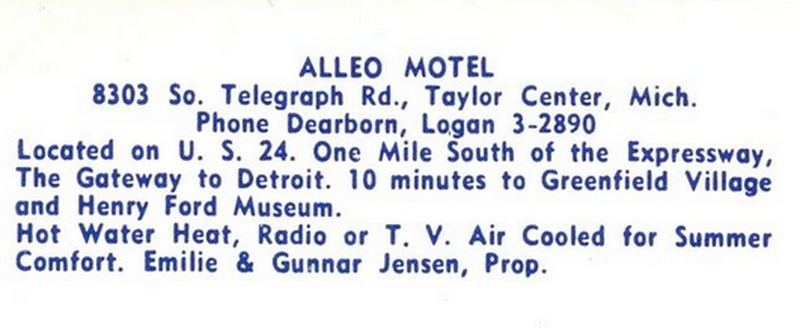 ALLEO MOTEL
8303 So. Telegraph Rd., Taylor Center, Mich.
Phone Dearborn, Logan 3-2890
Located on U. S. 24. One Mile South of the Expressway,
The Gateway to Detroit. 10 minutes to Greenfield Village
and Henry Ford Museum.
Hot Water Heat, Radio or T. V. Air Cooled for Summer
Comfort. Emilie & Gunnar Jensen, Prop.